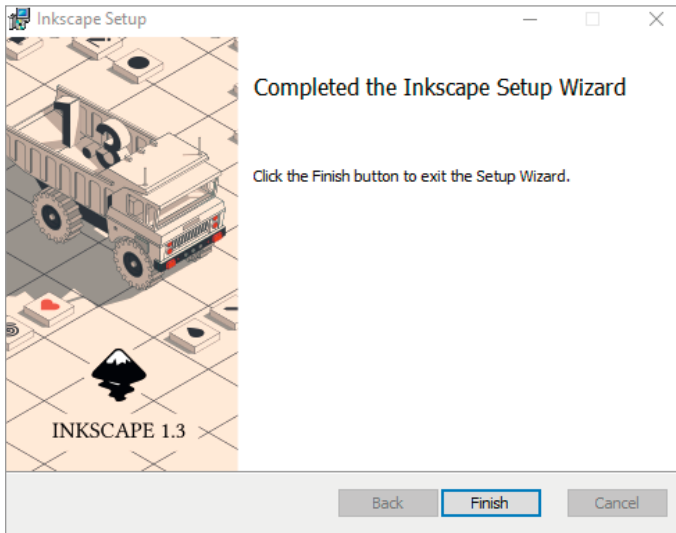 Inkscape Setup
1.3
Completed the Inkscape Setup Wizard
Click the Finish button to exit the Setup Wizard.
INKSCAPE 1.3
Back
Finish
Cancel